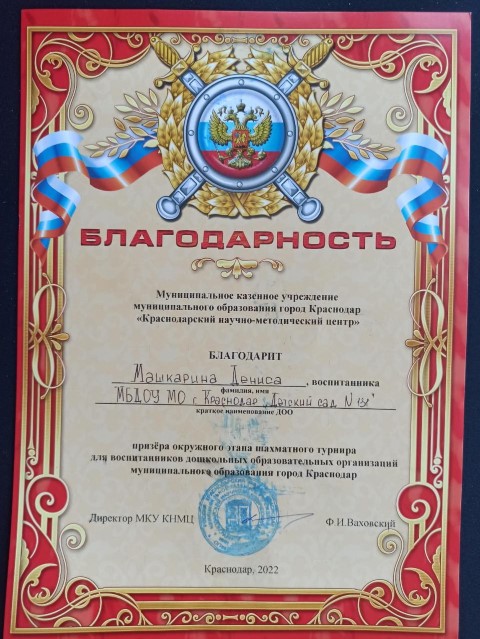 БЛАГОДАРНОСТЬ
Муниципальное казенное учреждение
муниципального образования город Краснодар
«Краснодарский научно-методический центр»
БЛАГОДАРИТ
Машкарина Дениса, воспитанника
фамилия, имя
"МБДОУ МО г. Краснодар "Детский сад N
краткое наименование ДОО
призёра окружного этапа шахматного турнира
для воспитанников дошкольных образовательных организаций
муниципального образования город Краснодар
Директор МКУ КНМЦ Ф.И.Ваховский
Краснодар, 2022